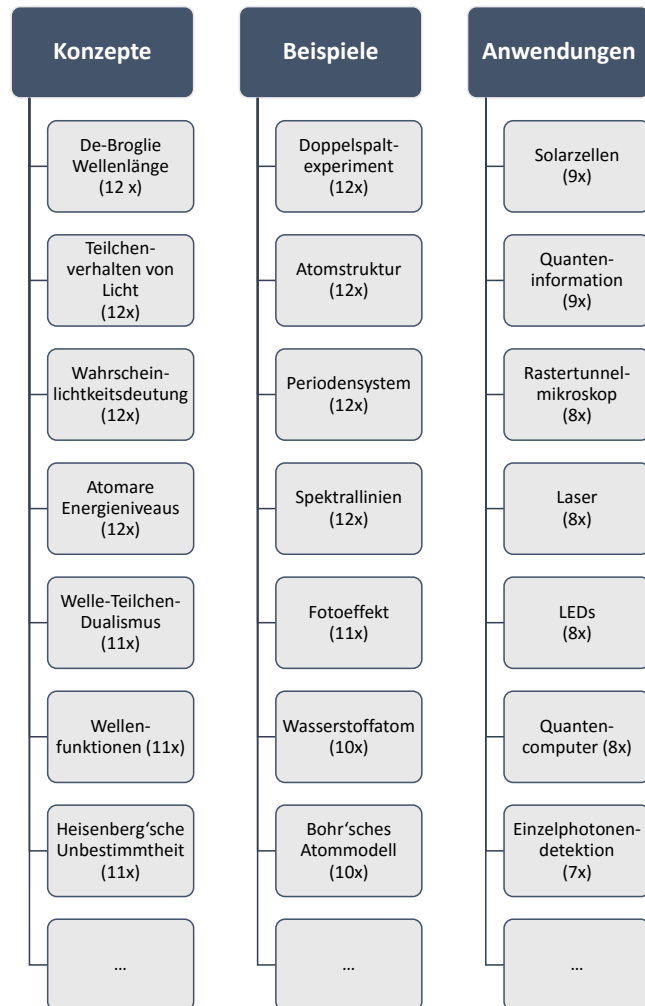 Konzepte
De-Broglie
Wellenlänge
(12 x)
Teilchen-
verhalten von
Licht
(12x)
Wahrschein-
lichtkeitsdeutung
(12x)
Atomare
Energieniveaus
(12x)
Welle-Teilchen-
Dualismus
(11x)
Wellen-
funktionen (11x)
Heisenberg‘sche
Unbestimmtheit
(11x)
...
Beispiele
Doppelspalt-
experiment
(12x)
Atomstruktur
(12x)
Periodensystem
(12x)
Spektrallinien
(12x)
Fotoeffekt
(11x)
Wasserstoffatom
(10x)
Bohr‘sches
Atommodell
(10x)
...
Anwendungen
Solarzellen
(9x)
Quanten-
information
(9x)
Rastertunnel-
mikroskop
(8x)
Laser
(8x)
LEDs
(8x)
Quanten-
computer (8x)
Einzelphotonen-
detektion
(7x)
...